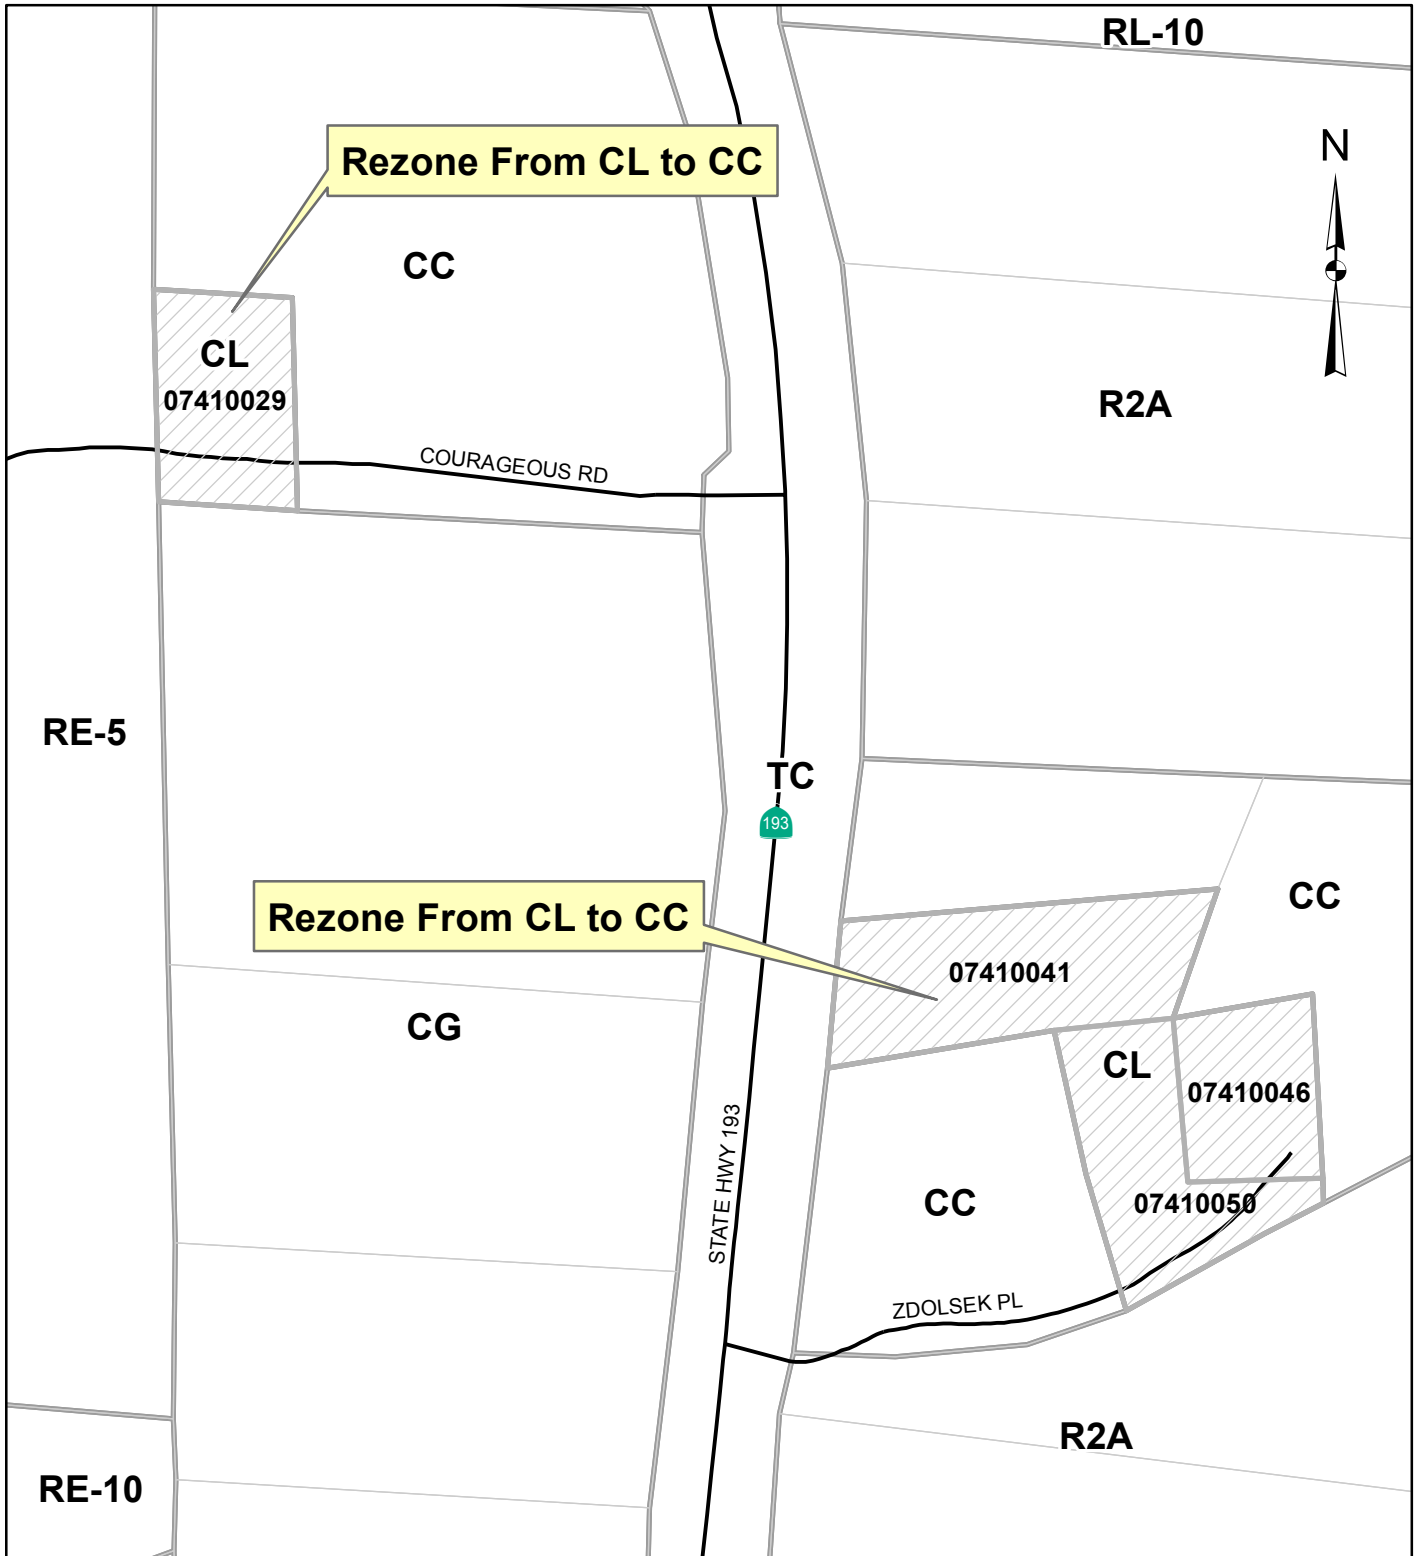 RL-10
N
Rezone From CL to CC
CC
CL
07410029
R2A
COURAGEOUS RD
RE-5
TC
193
CC
Rezone From CL to CC
07410041
CG
CL
07410046
STATE HWY 193
CC
07410050
ZDOLSEK PL
R2A
RE-10